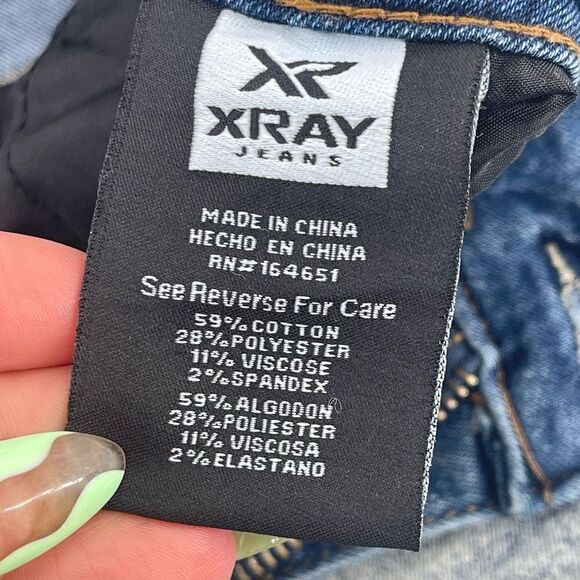 XRAY
JEANS
MADE IN CHINA
HECHO EN CHINA
RN#164651
See Reverse For Care
59% COTTON
28% POLYESTER
11% VISCOSE
2% SPANDEX
59% ALGODON
28% POLIESTER
11% VISCOSA
2% ELASTANO